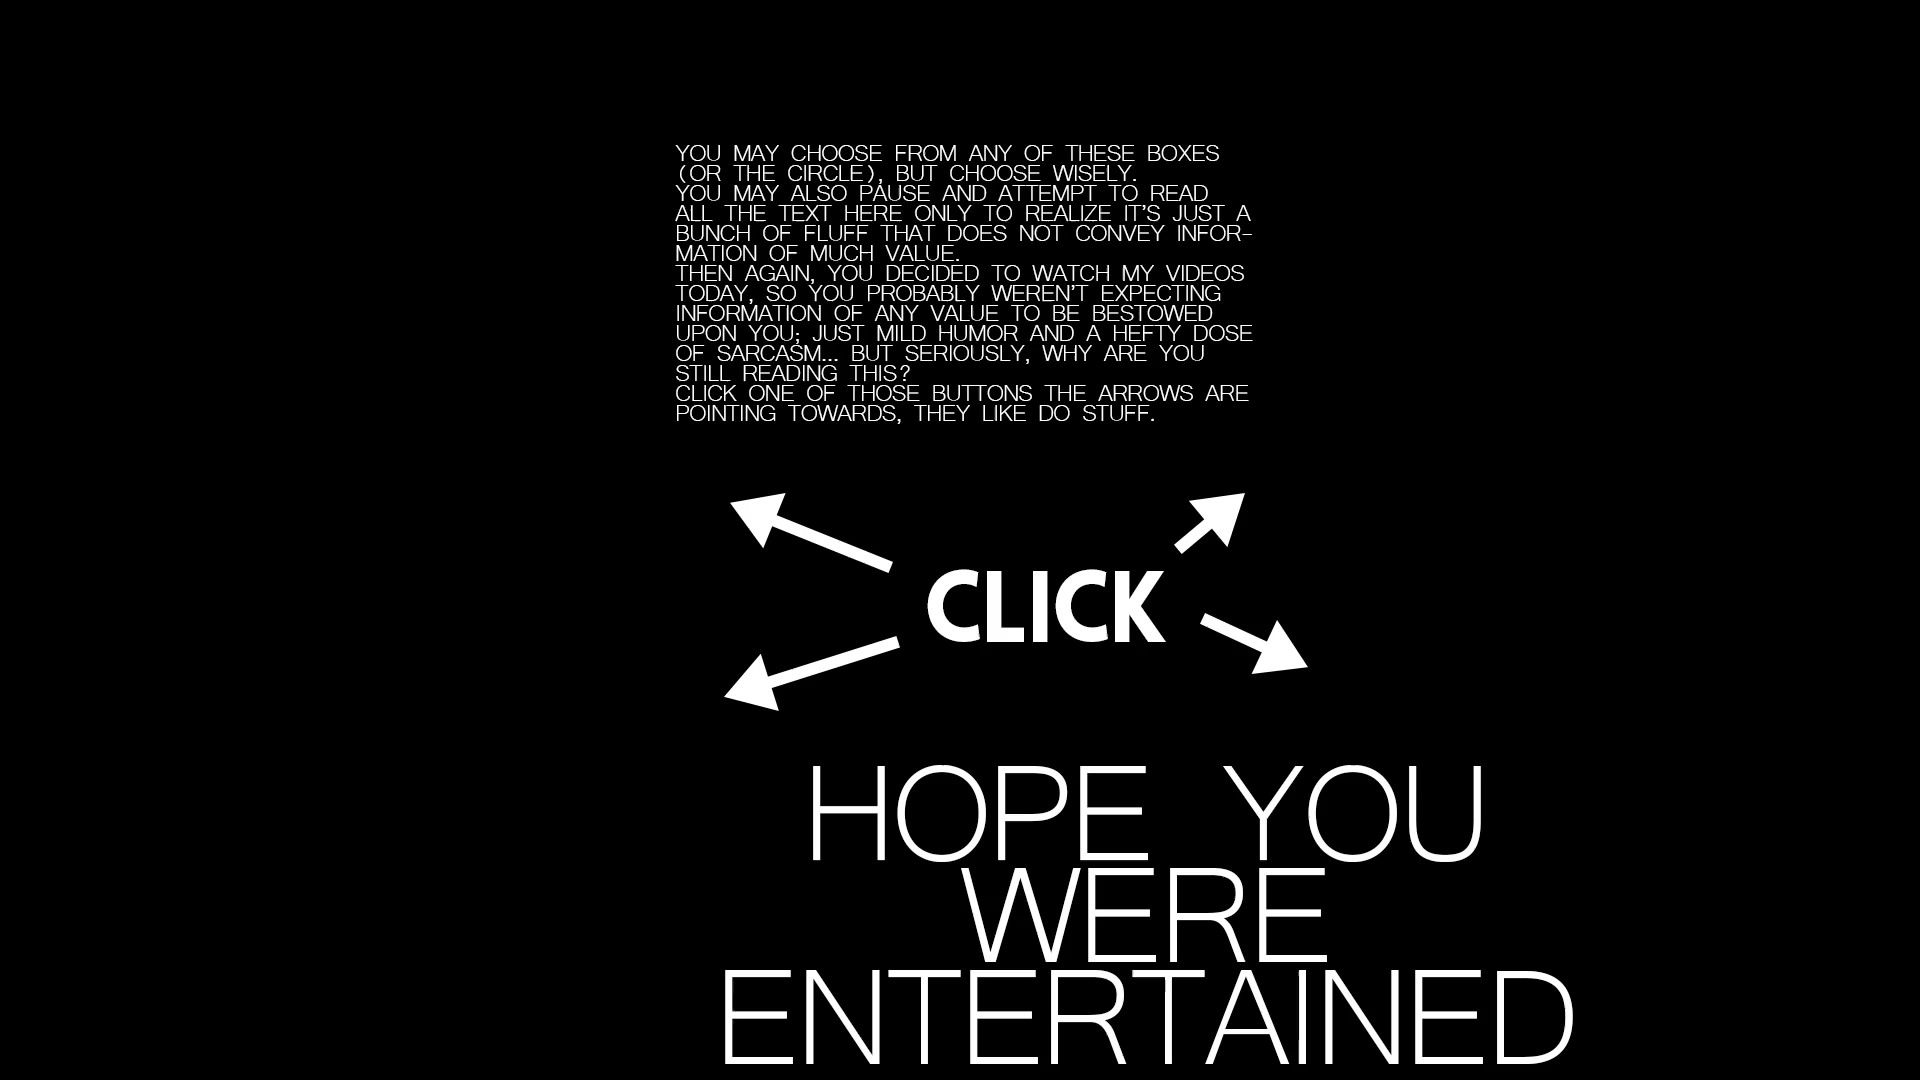 YOU MAY CHOOSE FROM ANY OF THESE BOXES
(OR THE CIRCLE), BUT CHOOSE WISELY.
YOU MAY ALSO PAUSE AND ATTEMPT TO READ
ALL THE TEXT HERE ONLY TO REALIZE IT'S JUST A
BUNCH OF FLUFF THAT DOES NOT CONVEY INFOR-
MATION OF MUCH VALUE.
THEN AGAIN, YOU DECIDED TO WATCH MY VIDEOS
TODAY, SO YOU PROBABLY WEREN'T EXPECTING
INFORMATION OF ANY VALUE TO BE BESTOWED
UPON YOU; JUST MILD HUMOR AND A HEFTY DOSE
OF SARCASM... BUT SERIOUSLY, WHY ARE YOU
STILL READING THIS?
CLICK ONE OF THOSE BUTTONS THE ARROWS ARE
POINTING TOWARDS, THEY LIKE DO STUFF.
CLICK
HOPE YOU
WERE
ENTERTAINED